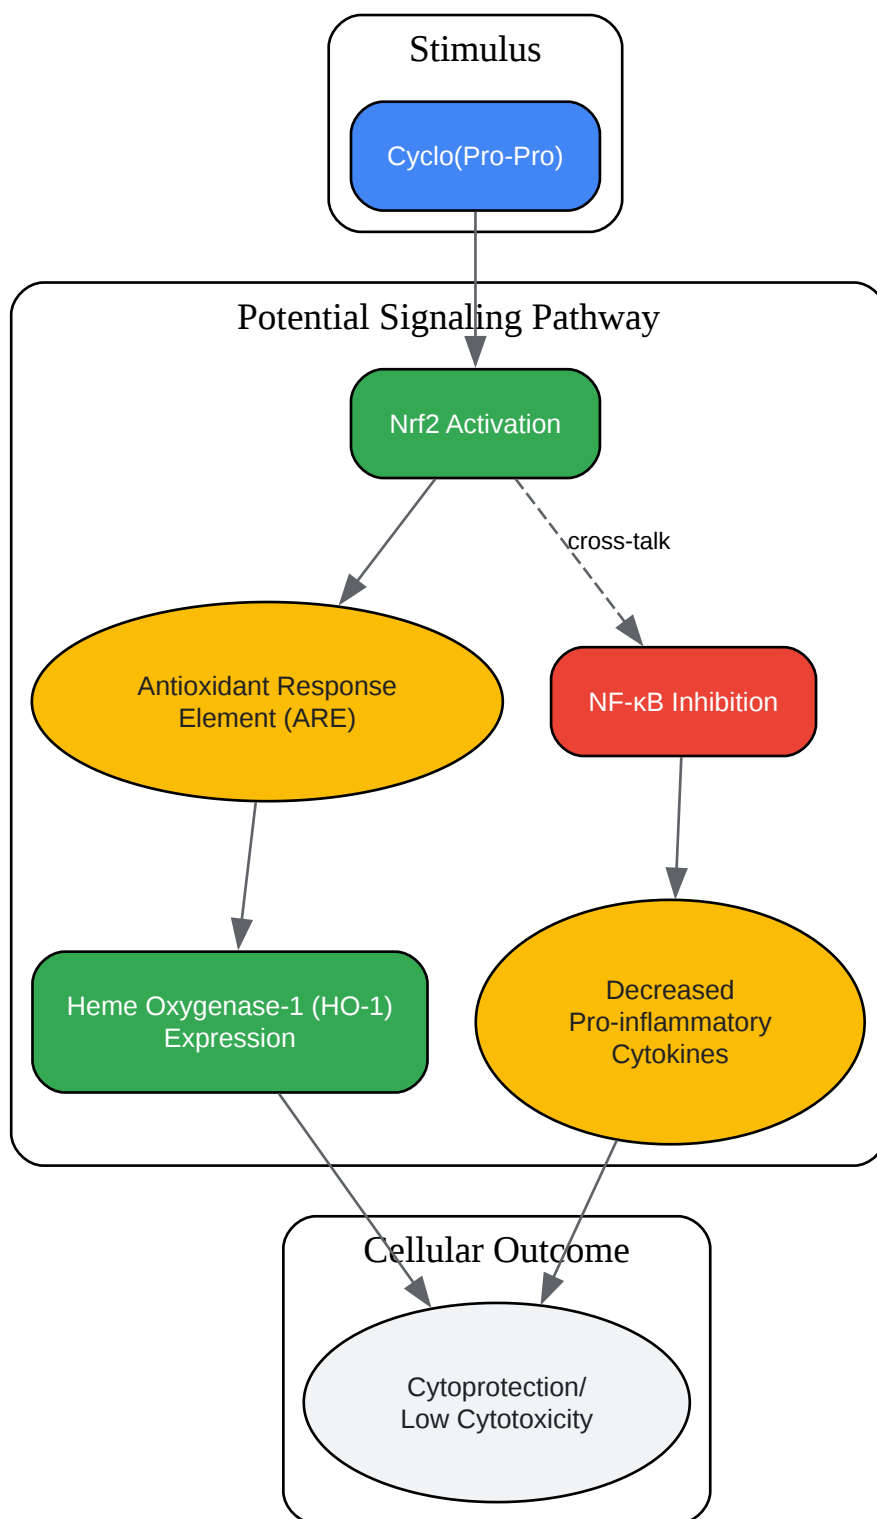 Stimulus
Cyclo(Pro-Pro)
Potential Signaling Pathway
Nrf2 Activation
cross-talk
Antioxidant Response
Element (ARE)
NF-κB Inhibition
Heme Oxygenase-1 (HO-1)
Expression
Decreased
Pro-inflammatory
Cytokines
Cellular Outcome
Cytoprotection/
Low Cytotoxicity